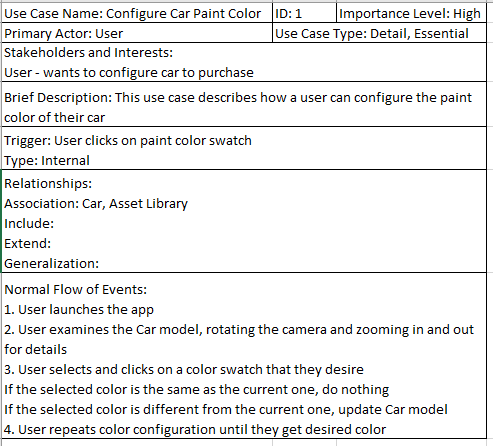 Use Case Name: Configure Car Paint Color ID: 1 Importance Level: High
Primary Actor: User Use Case Type: Detail, Essential
Stakeholders and Interests:
User - wants to configure car to purchase
Brief Description: This use case describes how a user can configure the paint
color of their car
Trigger: User clicks on paint color swatch
Type: Internal
Relationships:
Association: Car, Asset Library
Include:
Extend:
Generalization:
Normal Flow of Events:
1. User launches the app
2. User examines the Car model, rotating the camera and zooming in and out
for details
3. User selects and clicks on a color swatch that they desire
If the selected color is the same as the current one, do nothing
If the selected color is different from the current one, update Car model
4. User repeats color configuration until they get desired color